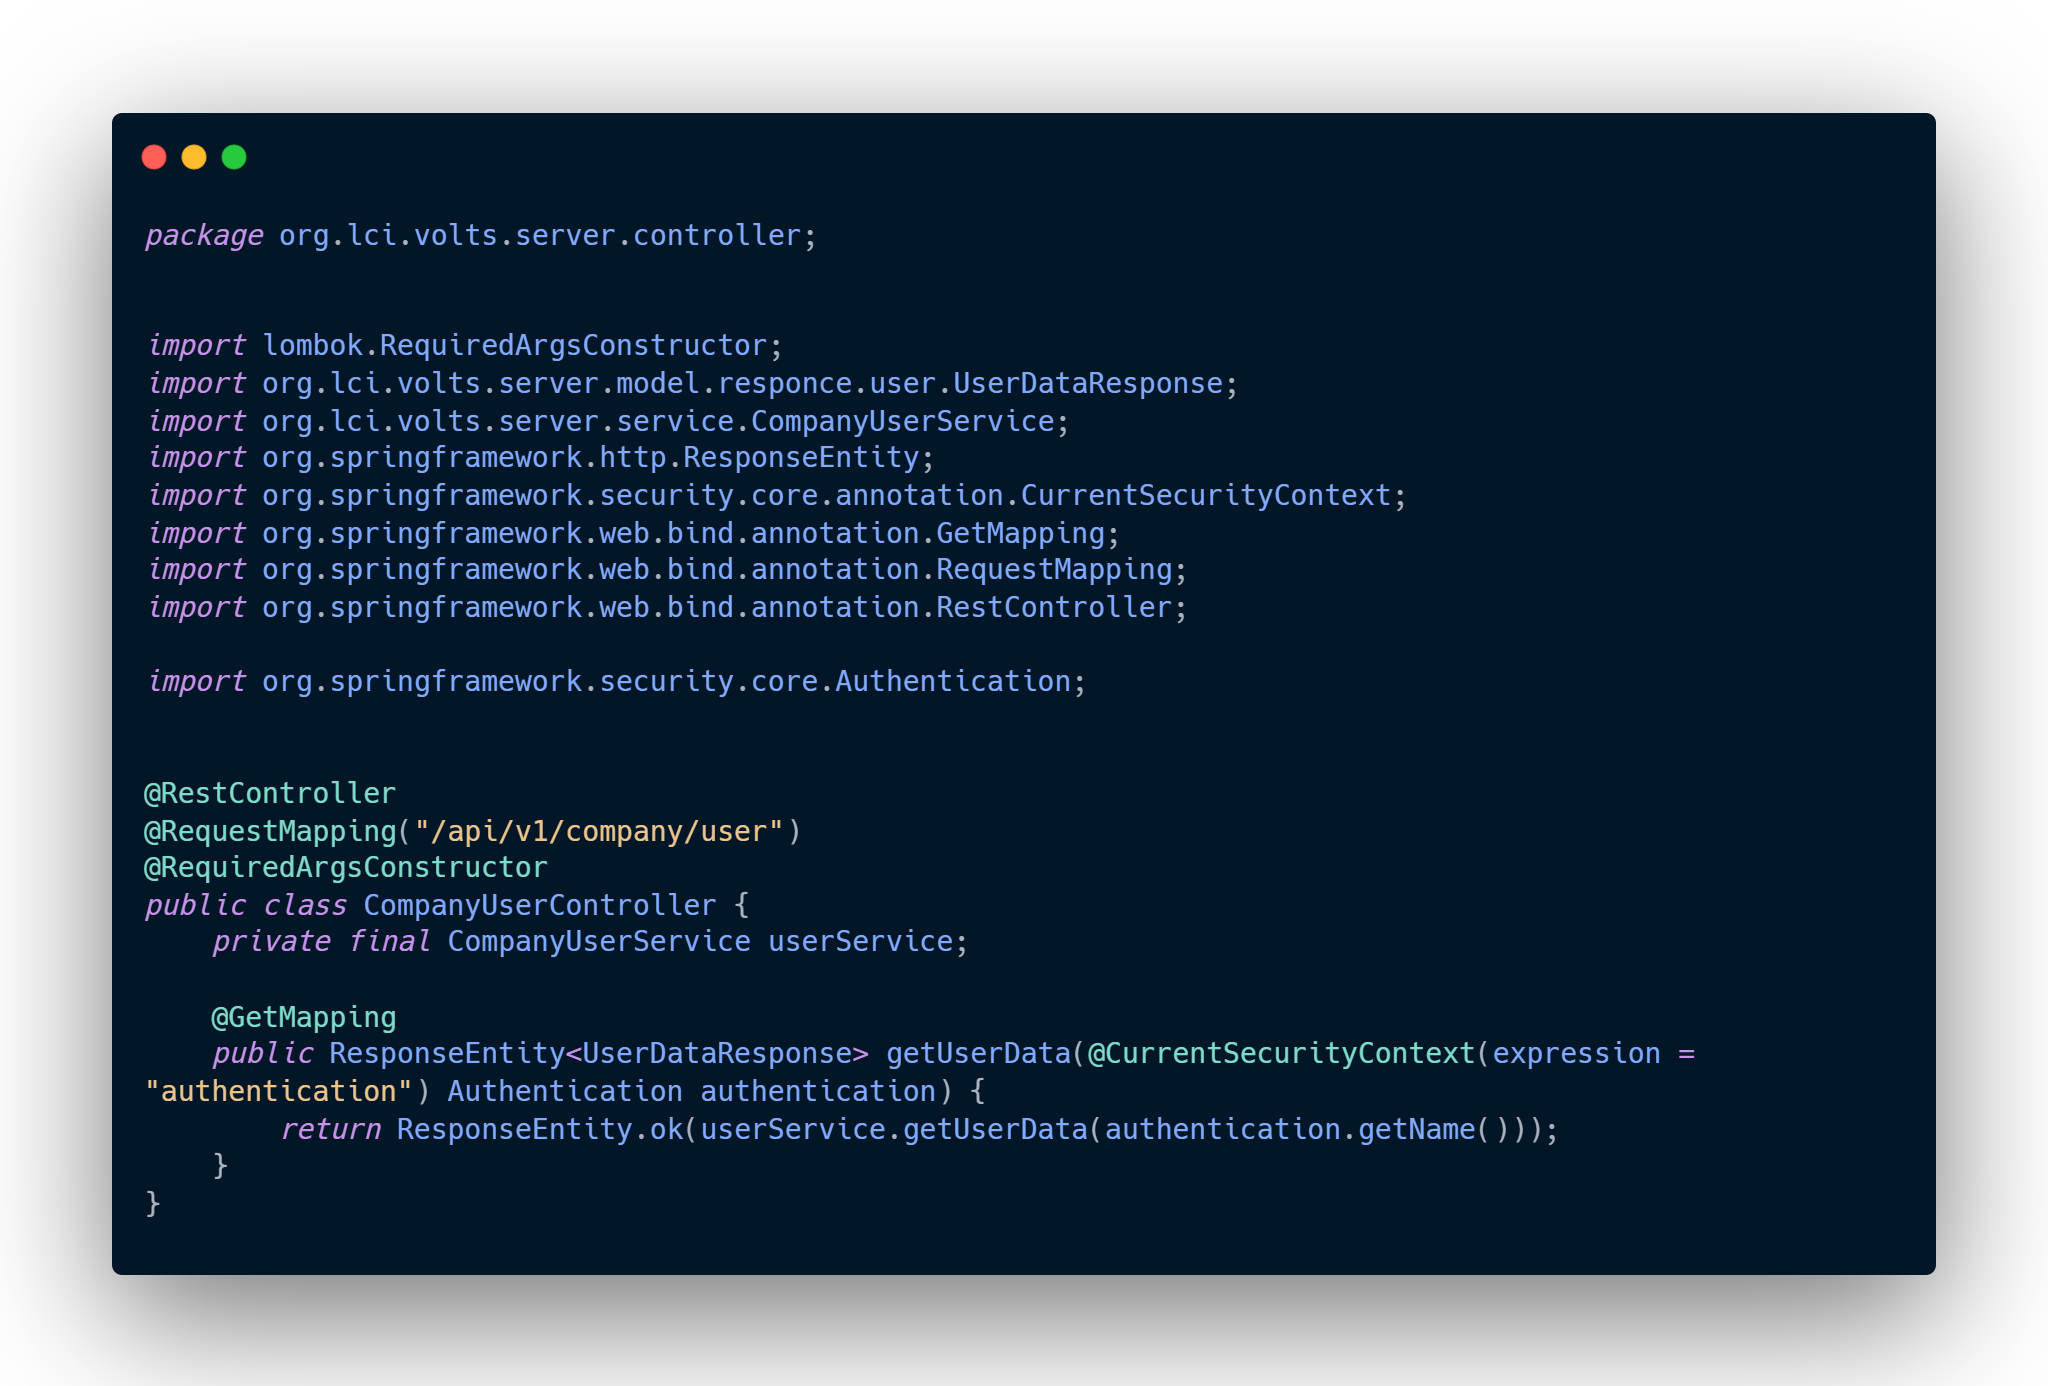 package org.lci.volts.server.controller;
import lombok.RequiredArgsConstructor;
import org.lci.volts.server.model.responce.user.UserDataResponse;
import org.lci.volts.server.service.CompanyUserService;
import org.springframework.http.ResponseEntity;
import org.springframework.security.core.annotation.CurrentSecurityContext;
import org.springframework.web.bind.annotation.GetMapping;
import org.springframework.web.bind.annotation.RequestMapping;
import org.springframework.web.bind.annotation.RestController;
import org.springframework.security.core.Authentication;
@RestController
@RequestMapping("/api/v1/company/user")
@RequiredArgsConstructor
public class CompanyUserController {
    private final CompanyUserService userService;
    @GetMapping
    public ResponseEntity<UserDataResponse> getUserData(@CurrentSecurityContext(expression =
"authentication") Authentication authentication) {
        return ResponseEntity.ok(userService.getUserData(authentication.getName()));
    }
}